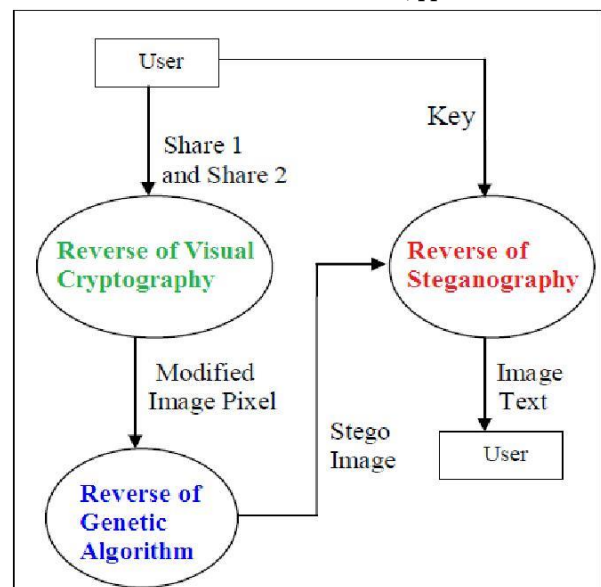 User
Key
Share 1
and Share 2
Reverse of Visual
Cryptography
Reverse of
Steganography
Modified
Image Pixel
Image
Text
Stego
Image
User
Reverse of
Genetic
Algorithm